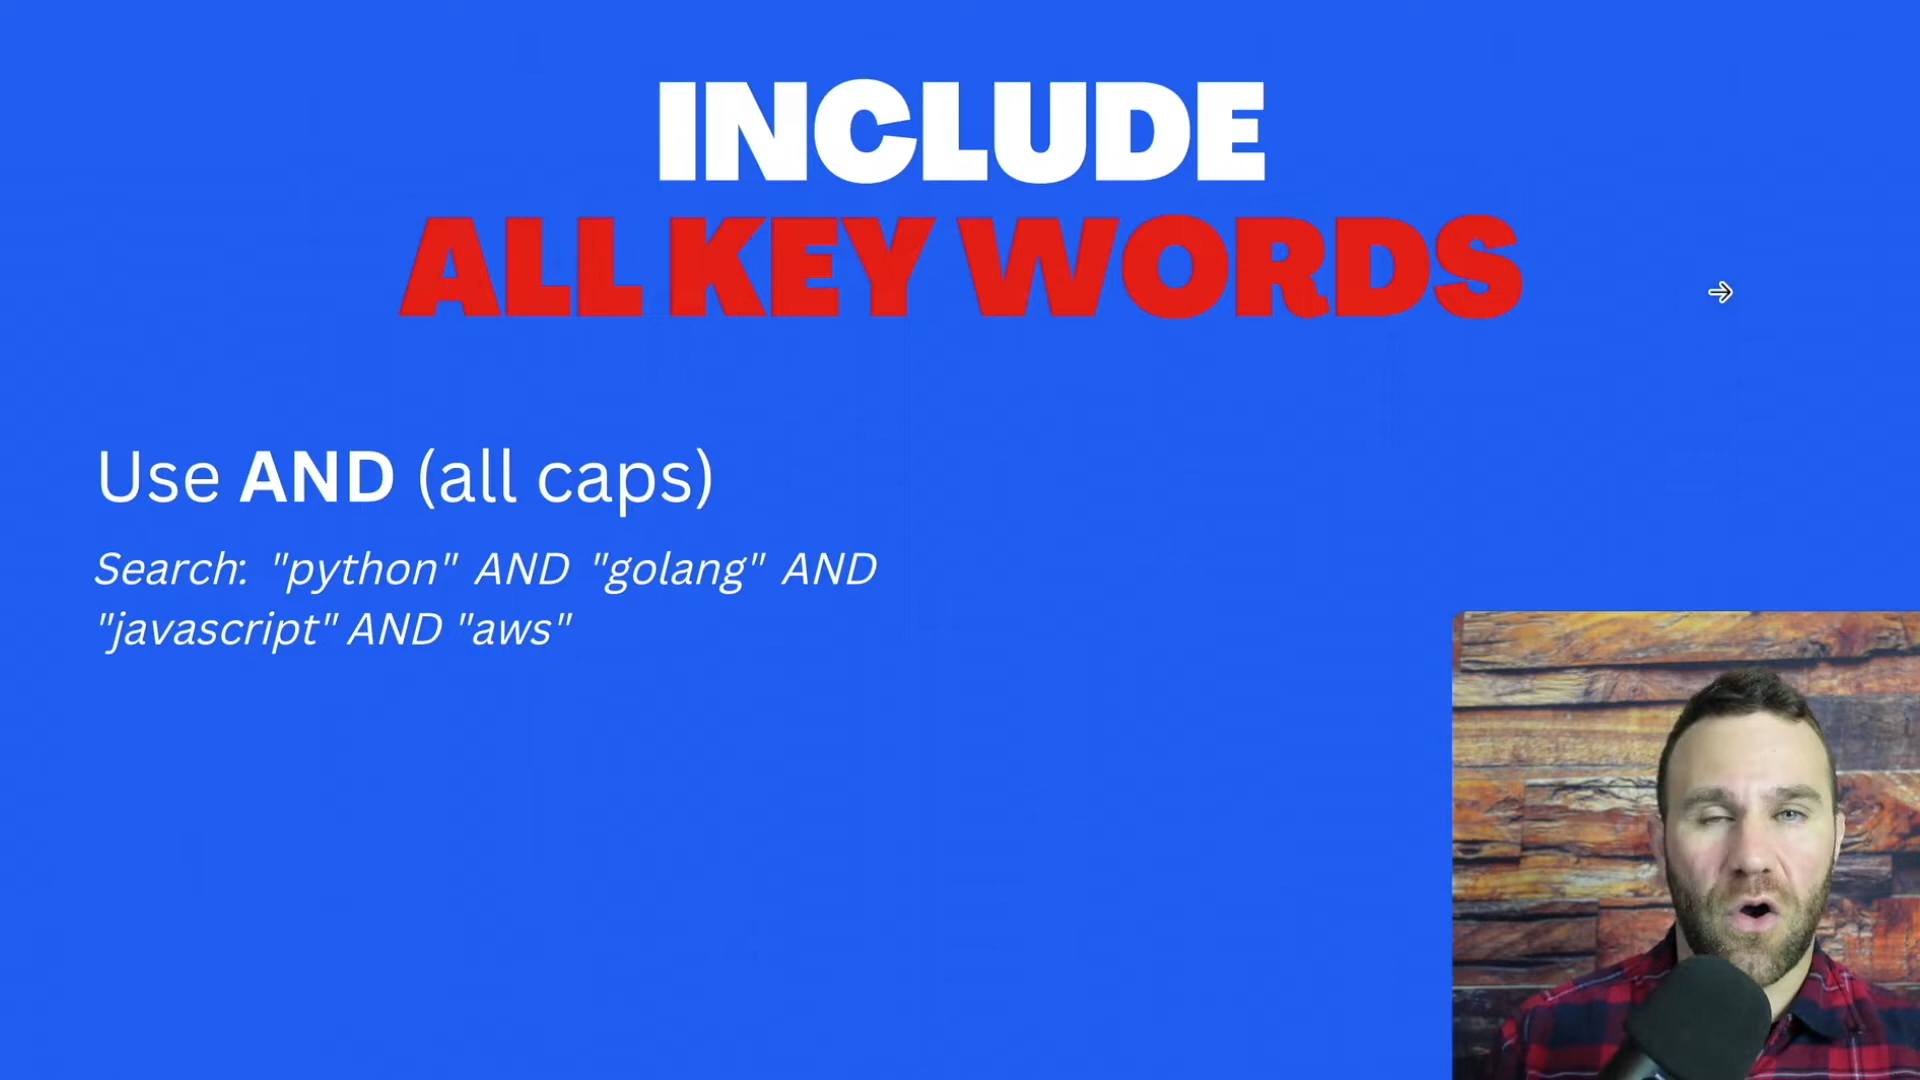 INCLUDE
ALL KEY WORDS
Use AND (all caps)
Search: "python" AND "golang" AND
"javascript" AND "aws"